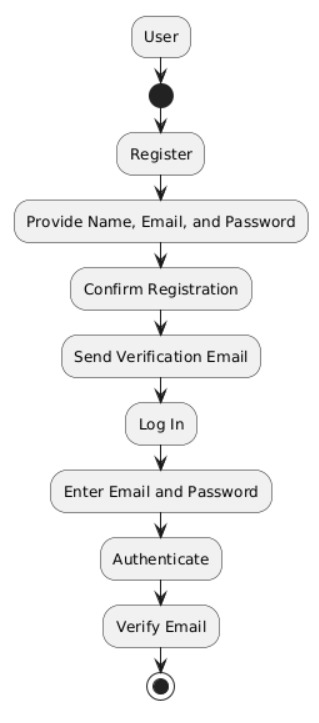 User
Register
Provide Name, Email, and Password
Confirm Registration
Send Verification Email
Log In
Enter Email and Password
Authenticate
Verify Email